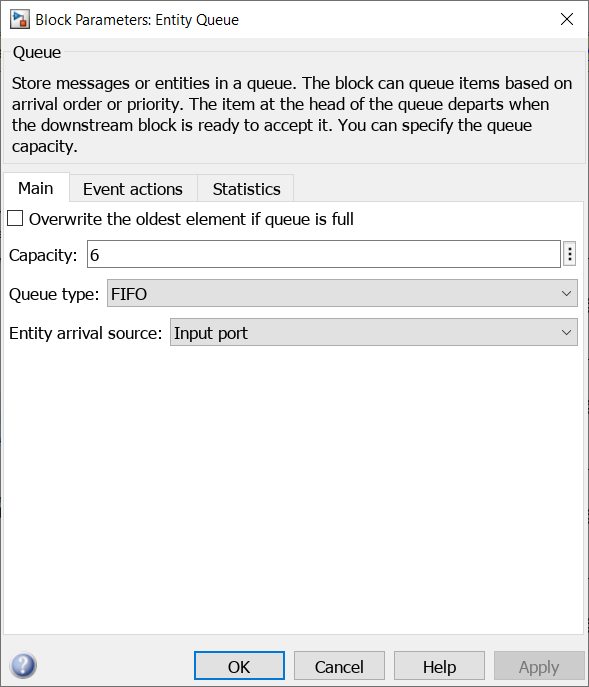 Block Parameters: Entity Queue
Queue
Store messages or entities in a queue. The block can queue items based on
arrival order or priority. The item at the head of the queue departs when
the downstream block is ready to accept it. You can specify the queue
capacity.
Main Event actions Statistics
Overwrite the oldest element if queue is full
Capacity: 6
Queue type: FIFO
Entity arrival source: Input port
? OK Cancel Help Apply